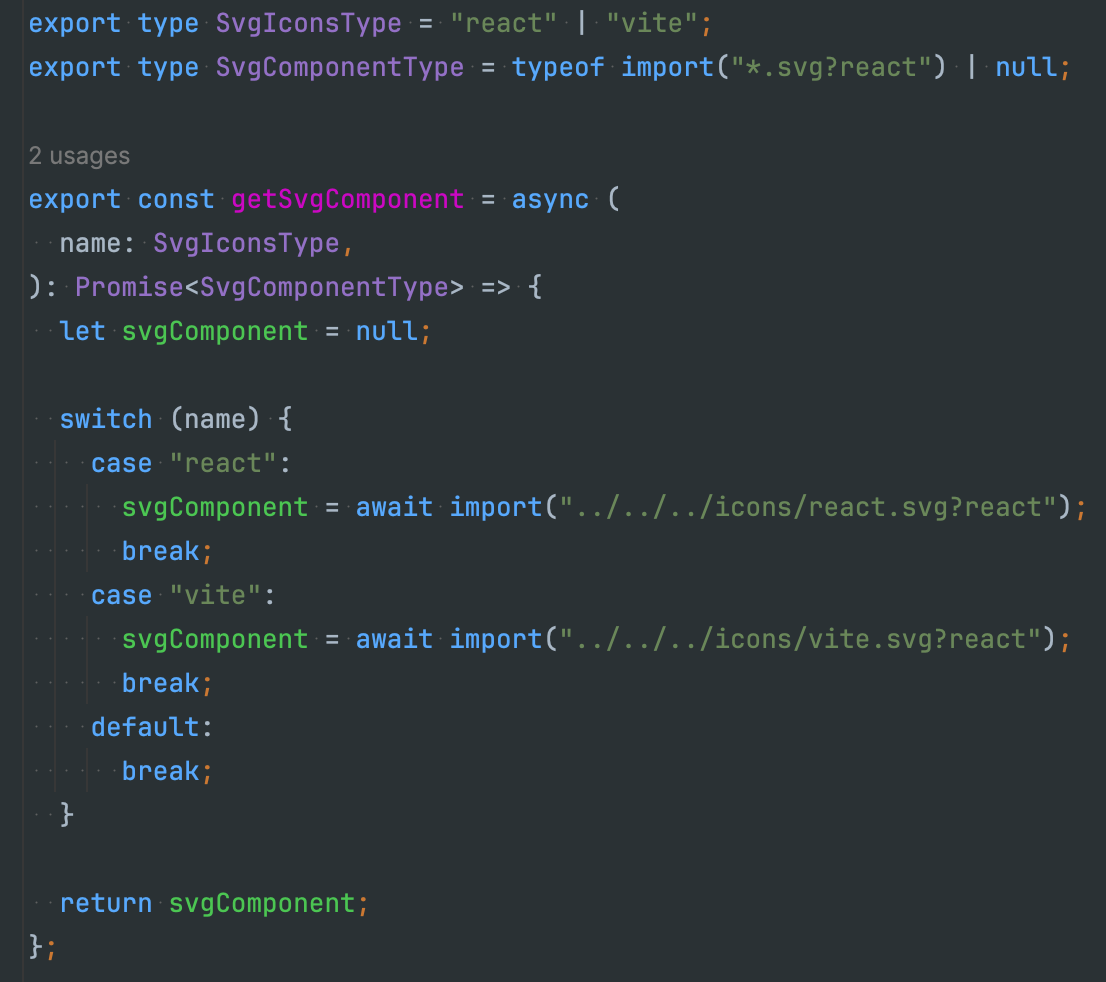 export type SvgIconsType = "react" | "vite";
export type SvgComponentType = typeof import("*.svg?react") | null;

2 usages
export const getSvgComponent = async (
  name: SvgIconsType,
): Promise<SvgComponentType> => {
  let svgComponent = null;

  switch (name) {
    case "react":
      svgComponent = await import("../../../icons/react.svg?react");
      break;
    case "vite":
      svgComponent = await import("../../../icons/vite.svg?react");
      break;
    default:
      break;
  }

  return svgComponent;
};